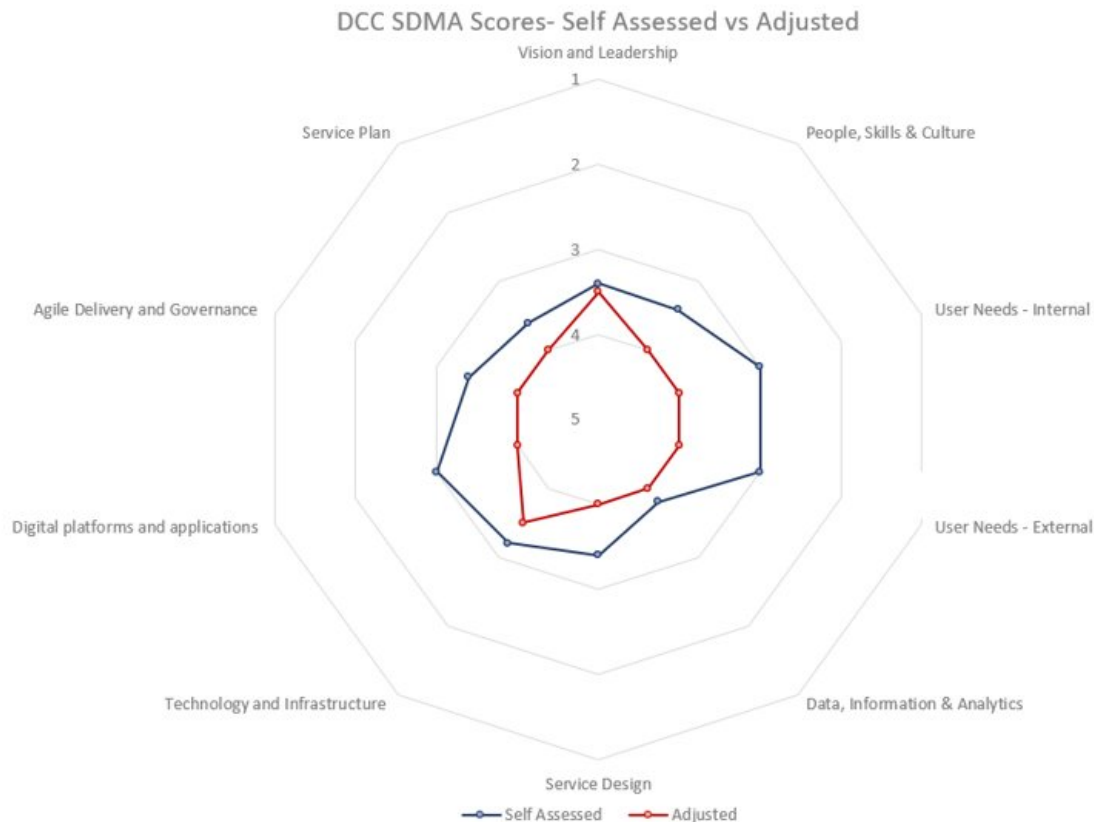 DCC SDMA Scores- Self Assessed vs Adjusted
Vision and Leadership
1
Service Plan
People, Skills & Culture
2
3
Agile Delivery and Governance
User Needs - Internal
4
5
Digital platforms and applications
User Needs - External
Technology and Infrastructure
Data, Information & Analytics
Service Design
Self Assessed
Adjusted